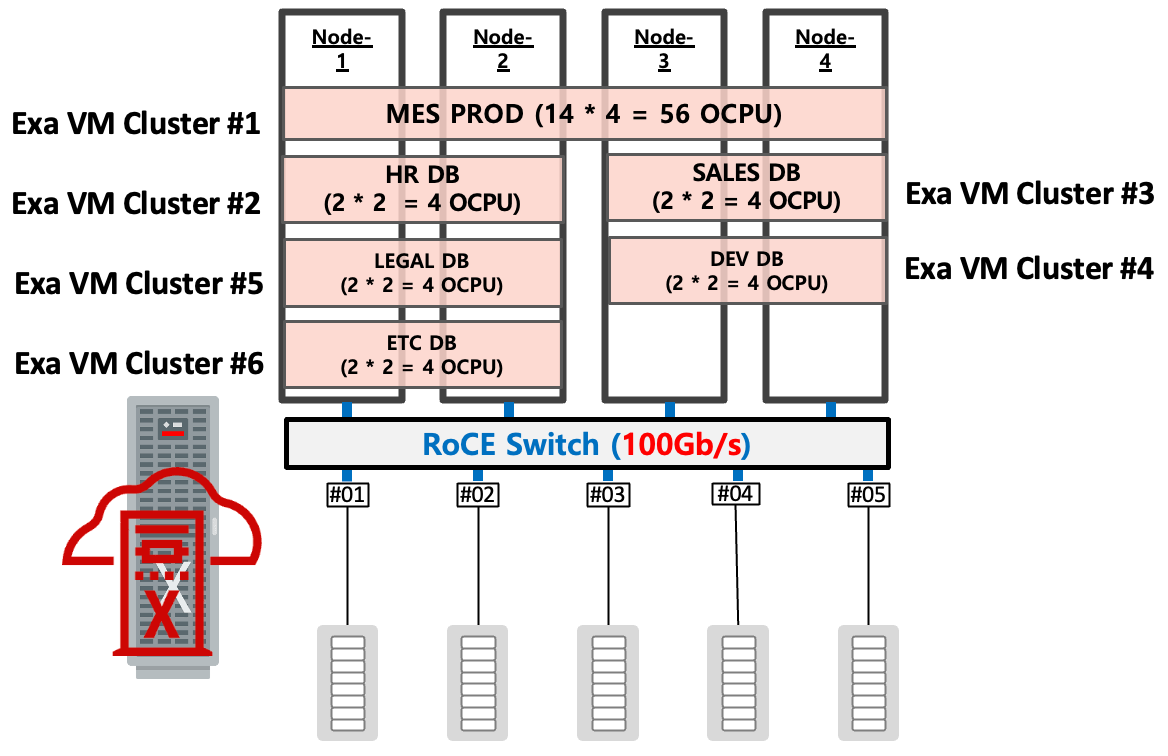 Node-
1
Node-
2
Node-
3
Node-
4
Exa VM Cluster #1
MES PROD (14 * 4 = 56 OCPU)
Exa VM Cluster #2
HR DB
(2 * 2  = 4 OCPU)
SALES DB
(2 * 2 = 4 OCPU)
Exa VM Cluster #3
Exa VM Cluster #5
LEGAL DB
(2 * 2 = 4 OCPU)
DEV DB
(2 * 2 = 4 OCPU)
Exa VM Cluster #4
Exa VM Cluster #6
ETC DB
(2 * 2 = 4 OCPU)
RoCE Switch (100Gb/s)
#01
#02
#03
#04
#05
X
X